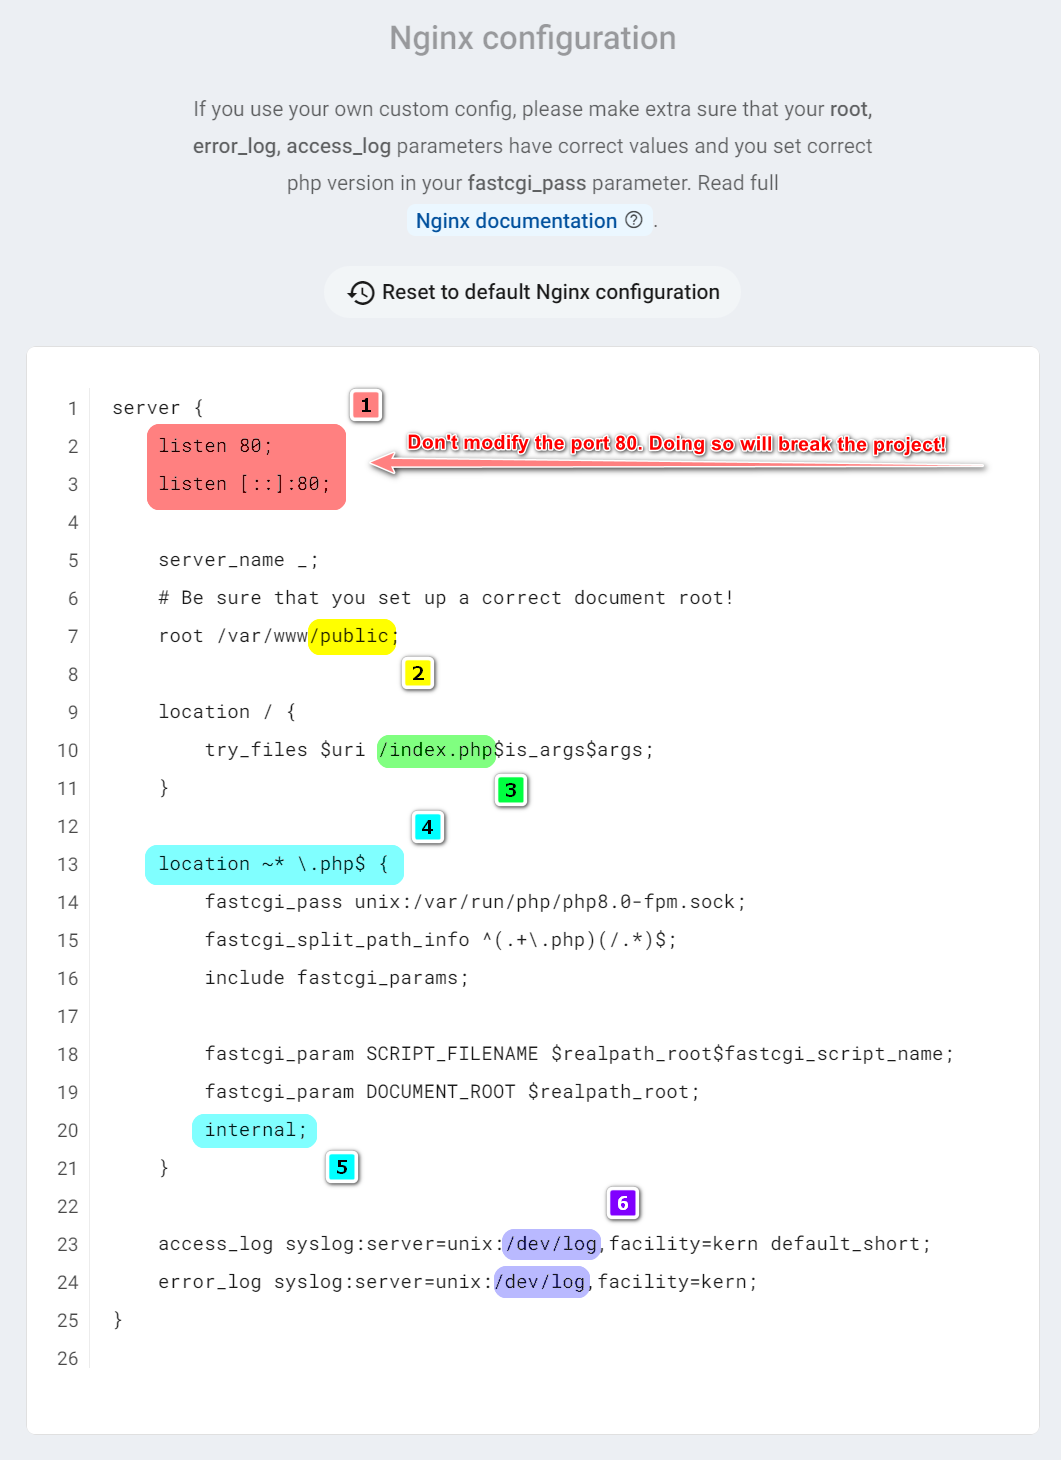 Nginx configuration
If you use your own custom config, please make extra sure that your root,
error_log, access_log parameters have correct values and you set correct
php version in your fastcgi_pass parameter. Read full
Nginx documentation ? .
Reset to default Nginx configuration
1 server {
1
2 listen 80;
Don't modify the port 80. Doing so will break the project!
3 listen [::]:80;
4
5 server_name _;
6 # Be sure that you set up a correct document root!
7 root /var/www/public;
8
2
9 location / {
10 try_files $uri /index.php$is_args$args;
11 }
3
12
4
13 location ~* \.php$ {
14 fastcgi_pass unix:/var/run/php/php8.0-fpm.sock;
15 fastcgi_split_path_info ^(.+\.php)(/.*)$;
16 include fastcgi_params;
17
18 fastcgi_param SCRIPT_FILENAME $realpath_root$fastcgi_script_name;
19 fastcgi_param DOCUMENT_ROOT $realpath_root;
20 internal;
21 }
5
22
6
23 access_log syslog:server=unix:/dev/log,facility=kern default_short;
24 error_log syslog:server=unix:/dev/log,facility=kern;
25 }
26